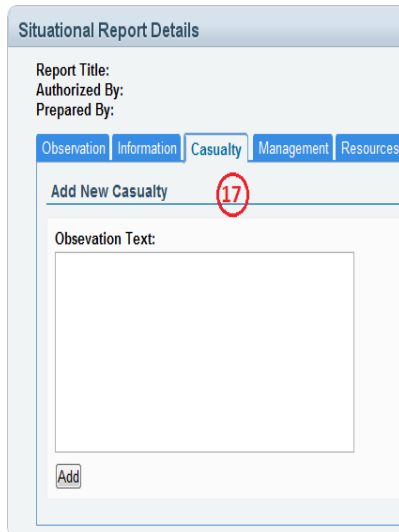 Situational Report Details
Report Title:
Authorized By:
Prepared By:
Observation Information Casualty Management Resources
Add New Casualty 17
Obsevation Text:
Add